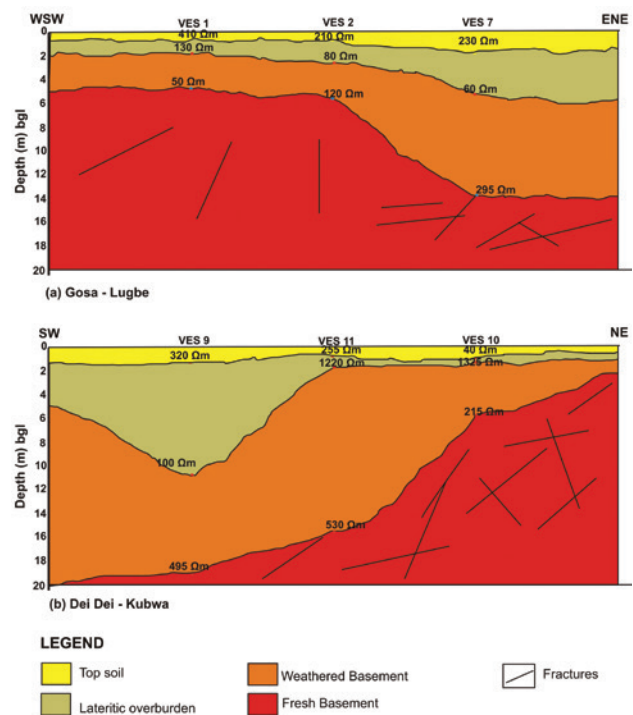 WSW VES 1 VES 2 VES 7 ENE
0
2
4
6
8
10
12
14
16
18
20
Depth (m) bgl
410 Ωm 210 Ωm 230 Ωm
130 Ωm 80 Ωm 60 Ωm
50 Ωm 120 Ωm 295 Ωm
(a) Gosa - Lugbe
SW VES 9 VES 11 VES 10 NE
0
2
4
6
8
10
12
14
16
18
20
Depth (m) bgl
320 Ωm 255 Ωm 40 Ωm
100 Ωm 1220 Ωm 1325 Ωm
495 Ωm 530 Ωm 215 Ωm
(b) Dei Dei - Kubwa
LEGEND
Top soil Weathered Basement Fractures
Lateritic overburden Fresh Basement